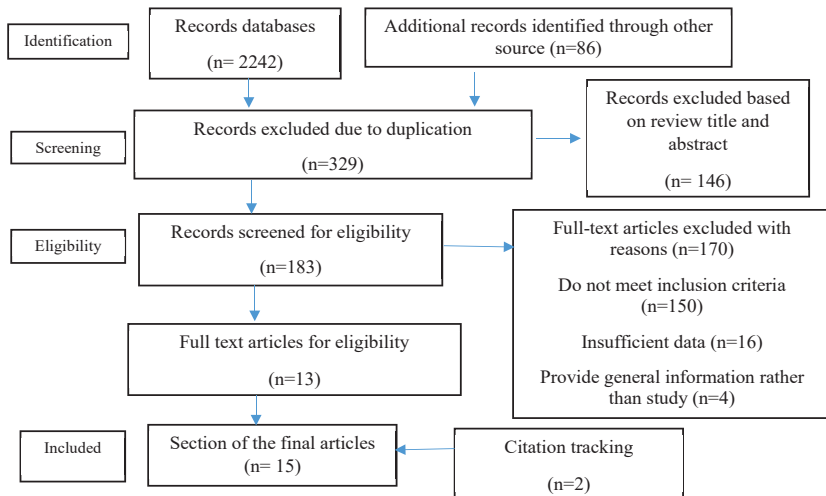 Identification
Records databases
(n= 2242)
Additional records identified through other
source (n=86)
Screening
Records excluded due to duplication
(n=329)
Records excluded based
on review title and
abstract
(n= 146)
Eligibility
Records screened for eligibility
(n=183)
Full-text articles excluded with
reasons (n=170)
Do not meet inclusion criteria
(n=150)
Insufficient data (n=16)
Provide general information rather
than study (n=4)
Full text articles for eligibility
(n=13)
Included
Section of the final articles
(n= 15)
Citation tracking
(n=2)